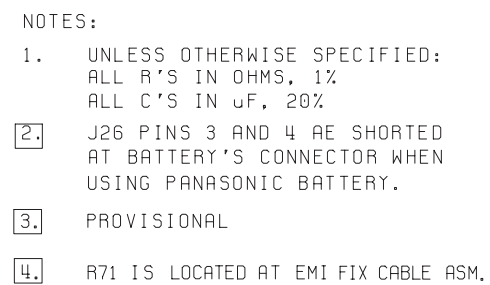 NOTES:
1. UNLESS OTHERWISE SPECIFIED:
ALL R'S IN OHMS, 1%
ALL C'S IN uF, 20%
2. J26 PINS 3 AND 4 AE SHORTED
AT BATTERY'S CONNECTOR WHEN
USING PANASONIC BATTERY.
3. PROVISIONAL
4. R71 IS LOCATED AT EMI FIX CABLE ASM.